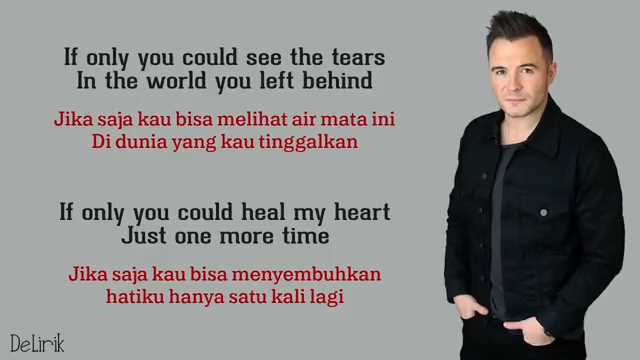 If only you could see the tears
In the world you left behind
Jika saja kau bisa melihat air mata ini
Di dunia yang kau tinggalkan
If only you could heal my heart
Just one more time
Jika saja kau bisa menyembuhkan
hatiku hanya satu kali lagi
DeLirik